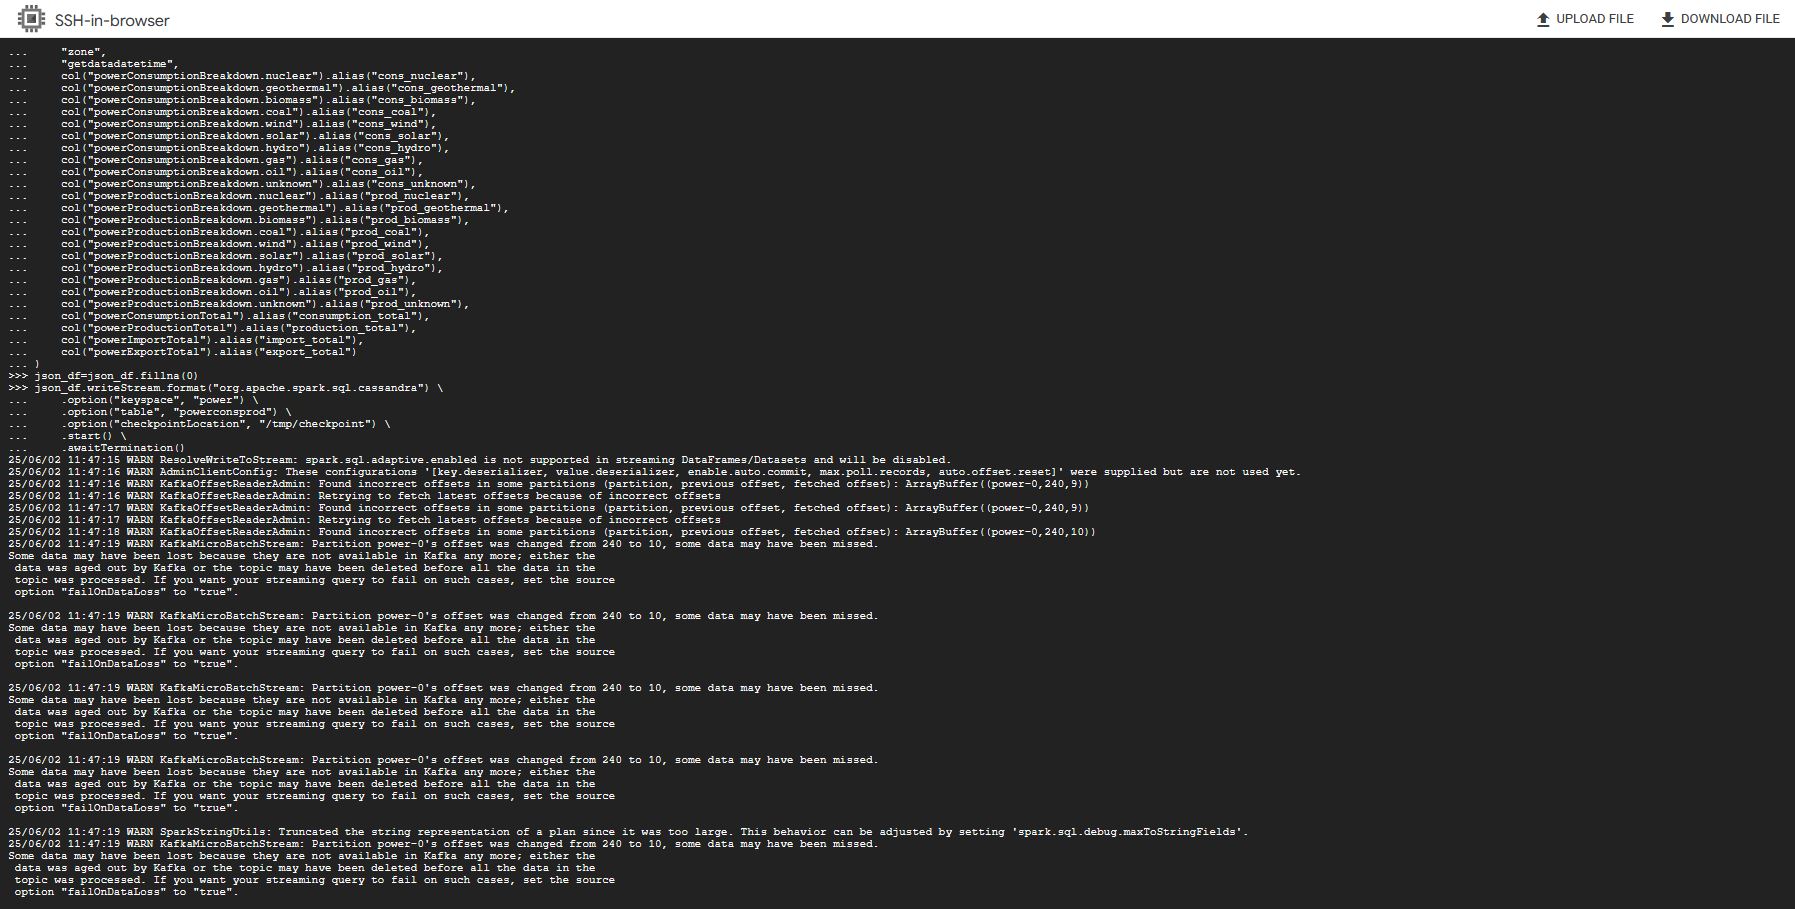 SSH-in-browser
UPLOAD FILE
DOWNLOAD FILE
...     "zone",
...     "getdatadatetime",
...     col("powerConsumptionBreakdown.nuclear").alias("cons_nuclear"),
...     col("powerConsumptionBreakdown.geothermal").alias("cons_geothermal"),
...     col("powerConsumptionBreakdown.biomass").alias("cons_biomass"),
...     col("powerConsumptionBreakdown.coal").alias("cons_coal"),
...     col("powerConsumptionBreakdown.wind").alias("cons_wind"),
...     col("powerConsumptionBreakdown.solar").alias("cons_solar"),
...     col("powerConsumptionBreakdown.hydro").alias("cons_hydro"),
...     col("powerConsumptionBreakdown.gas").alias("cons_gas"),
...     col("powerConsumptionBreakdown.oil").alias("cons_oil"),
...     col("powerConsumptionBreakdown.unknown").alias("cons_unknown"),
...     col("powerProductionBreakdown.nuclear").alias("prod_nuclear"),
...     col("powerProductionBreakdown.geothermal").alias("prod_geothermal"),
...     col("powerProductionBreakdown.biomass").alias("prod_biomass"),
...     col("powerProductionBreakdown.coal").alias("prod_coal"),
...     col("powerProductionBreakdown.wind").alias("prod_wind"),
...     col("powerProductionBreakdown.solar").alias("prod_solar"),
...     col("powerProductionBreakdown.hydro").alias("prod_hydro"),
...     col("powerProductionBreakdown.gas").alias("prod_gas"),
...     col("powerProductionBreakdown.oil").alias("prod_oil"),
...     col("powerProductionBreakdown.unknown").alias("prod_unknown"),
...     col("powerConsumptionTotal").alias("consumption_total"),
...     col("powerProductionTotal").alias("production_total"),
...     col("powerImportTotal").alias("import_total"),
...     col("powerExportTotal").alias("export_total")
... )
>>> json_df=json_df.fillna(0)
>>> json_df.writeStream.format("org.apache.spark.sql.cassandra") \
...     .option("keyspace", "power") \
...     .option("table", "powerconsprod") \
...     .option("checkpointLocation", "/tmp/checkpoint") \
...     .start() \
...     .awaitTermination()
25/06/02 11:47:15 WARN ResolveWriteToStream: spark.sql.adaptive.enabled is not supported in streaming DataFrames/Datasets and will be disabled.
25/06/02 11:47:16 WARN AdminClientConfig: These configurations '[key.deserializer, value.deserializer, enable.auto.commit, max.poll.records, auto.offset.reset]' were supplied but are not used yet.
25/06/02 11:47:16 WARN KafkaOffsetReaderAdmin: Found incorrect offsets in some partitions (partition, previous offset, fetched offset): ArrayBuffer((power-0,240,9))
25/06/02 11:47:16 WARN KafkaOffsetReaderAdmin: Retrying to fetch latest offsets because of incorrect offsets
25/06/02 11:47:17 WARN KafkaOffsetReaderAdmin: Found incorrect offsets in some partitions (partition, previous offset, fetched offset): ArrayBuffer((power-0,240,9))
25/06/02 11:47:17 WARN KafkaOffsetReaderAdmin: Retrying to fetch latest offsets because of incorrect offsets
25/06/02 11:47:18 WARN KafkaOffsetReaderAdmin: Found incorrect offsets in some partitions (partition, previous offset, fetched offset): ArrayBuffer((power-0,240,10))
25/06/02 11:47:19 WARN KafkaMicroBatchStream: Partition power-0's offset was changed from 240 to 10, some data may have been missed.
Some data may have been lost because they are not available in Kafka any more; either the
 data was aged out by Kafka or the topic may have been deleted before all the data in the
 topic was processed. If you want your streaming query to fail on such cases, set the source
 option "failOnDataLoss" to "true".

25/06/02 11:47:19 WARN KafkaMicroBatchStream: Partition power-0's offset was changed from 240 to 10, some data may have been missed.
Some data may have been lost because they are not available in Kafka any more; either the
 data was aged out by Kafka or the topic may have been deleted before all the data in the
 topic was processed. If you want your streaming query to fail on such cases, set the source
 option "failOnDataLoss" to "true".

25/06/02 11:47:19 WARN KafkaMicroBatchStream: Partition power-0's offset was changed from 240 to 10, some data may have been missed.
Some data may have been lost because they are not available in Kafka any more; either the
 data was aged out by Kafka or the topic may have been deleted before all the data in the
 topic was processed. If you want your streaming query to fail on such cases, set the source
 option "failOnDataLoss" to "true".

25/06/02 11:47:19 WARN KafkaMicroBatchStream: Partition power-0's offset was changed from 240 to 10, some data may have been missed.
Some data may have been lost because they are not available in Kafka any more; either the
 data was aged out by Kafka or the topic may have been deleted before all the data in the
 topic was processed. If you want your streaming query to fail on such cases, set the source
 option "failOnDataLoss" to "true".

25/06/02 11:47:19 WARN SparkStringUtils: Truncated the string representation of a plan since it was too large. This behavior can be adjusted by setting 'spark.sql.debug.maxToStringFields'.
25/06/02 11:47:19 WARN KafkaMicroBatchStream: Partition power-0's offset was changed from 240 to 10, some data may have been missed.
Some data may have been lost because they are not available in Kafka any more; either the
 data was aged out by Kafka or the topic may have been deleted before all the data in the
 topic was processed. If you want your streaming query to fail on such cases, set the source
 option "failOnDataLoss" to "true".